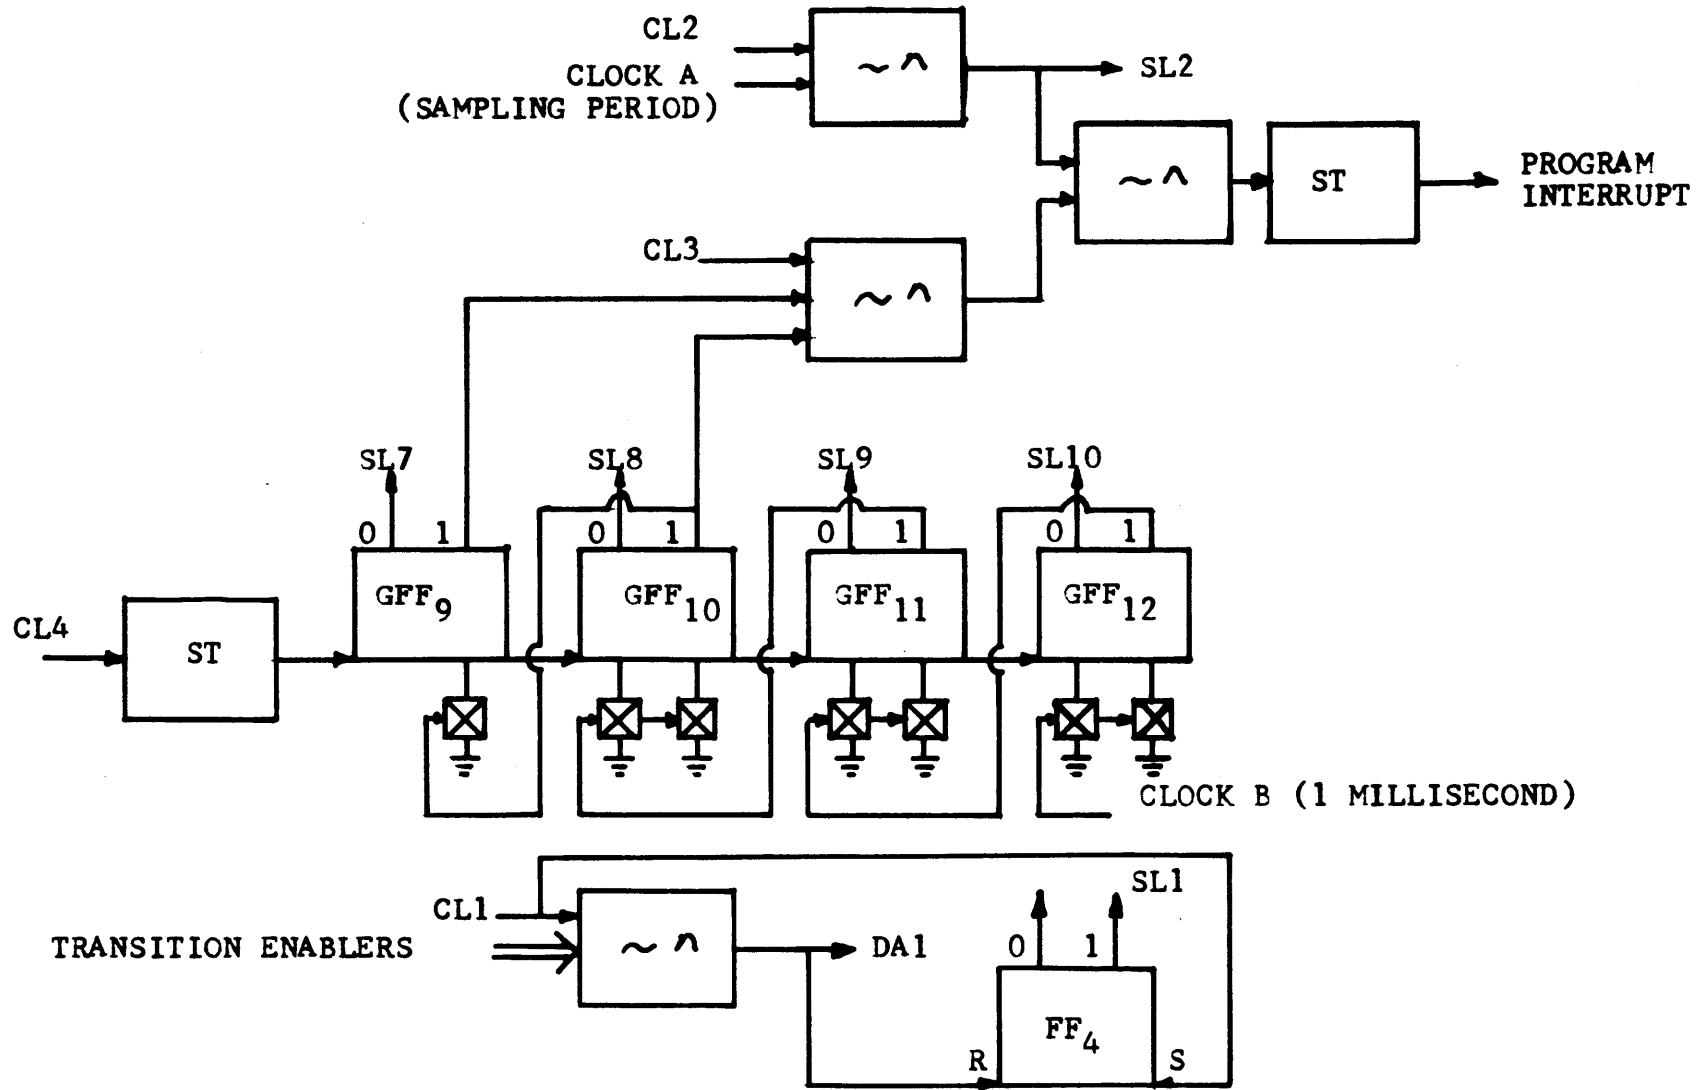 CL2
CLOCK A
(SAMPLING PERIOD)
~ ^
SL2
~ ^
ST
PROGRAM
INTERRUPT
CL3
~ ^
SL7
SL8
SL9
SL10
0 1
0 1
0 1
0 1
GFF9
GFF10
GFF11
GFF12
CL4
ST
CLOCK B (1 MILLISECOND)
CL1
TRANSITION ENABLERS
~ ^
DA1
SL1
0 1
FF4
R S